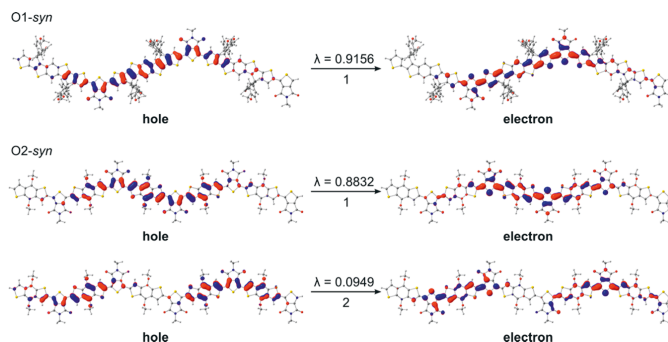 O1-syn
λ = 0.9156
1
hole
electron
O2-syn
λ = 0.8832
1
hole
electron
λ = 0.0949
2
hole
electron